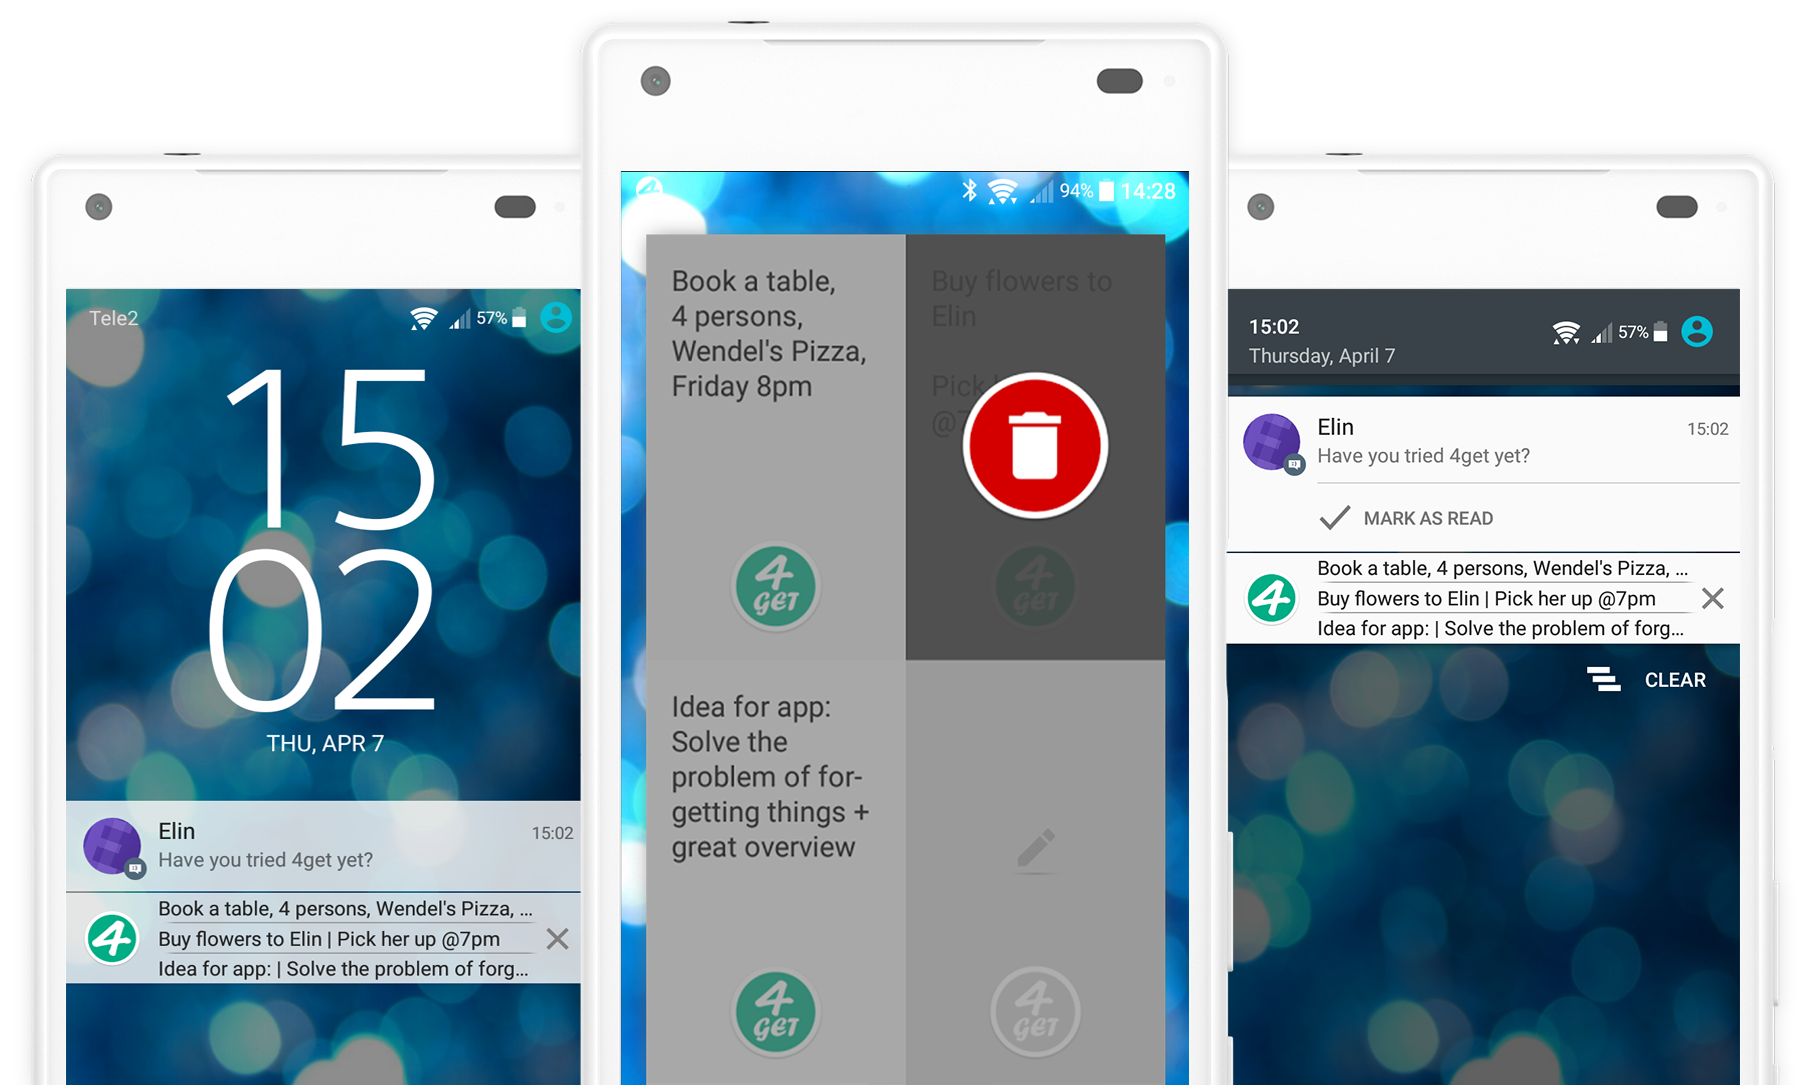 Tele2
57%
15
02
THU, APR 7
Elin
15:02
Have you tried 4get yet?
Book a table, 4 persons, Wendel's Pizza, ...
Buy flowers to Elin | Pick her up @7pm
Idea for app: | Solve the problem of forg...
4
94%
14:28
Book a table,
4 persons,
Wendel's Pizza,
Friday 8pm
4
GET
Buy flowers to
Elin
Pick
@7
4
GET
Idea for app:
Solve the
problem of for-
getting things +
great overview
4
GET
4
GET
15:02
57%
Thursday, April 7
Elin
15:02
Have you tried 4get yet?
MARK AS READ
Book a table, 4 persons, Wendel's Pizza, ...
4
Buy flowers to Elin | Pick her up @7pm
Idea for app: | Solve the problem of forg...
CLEAR